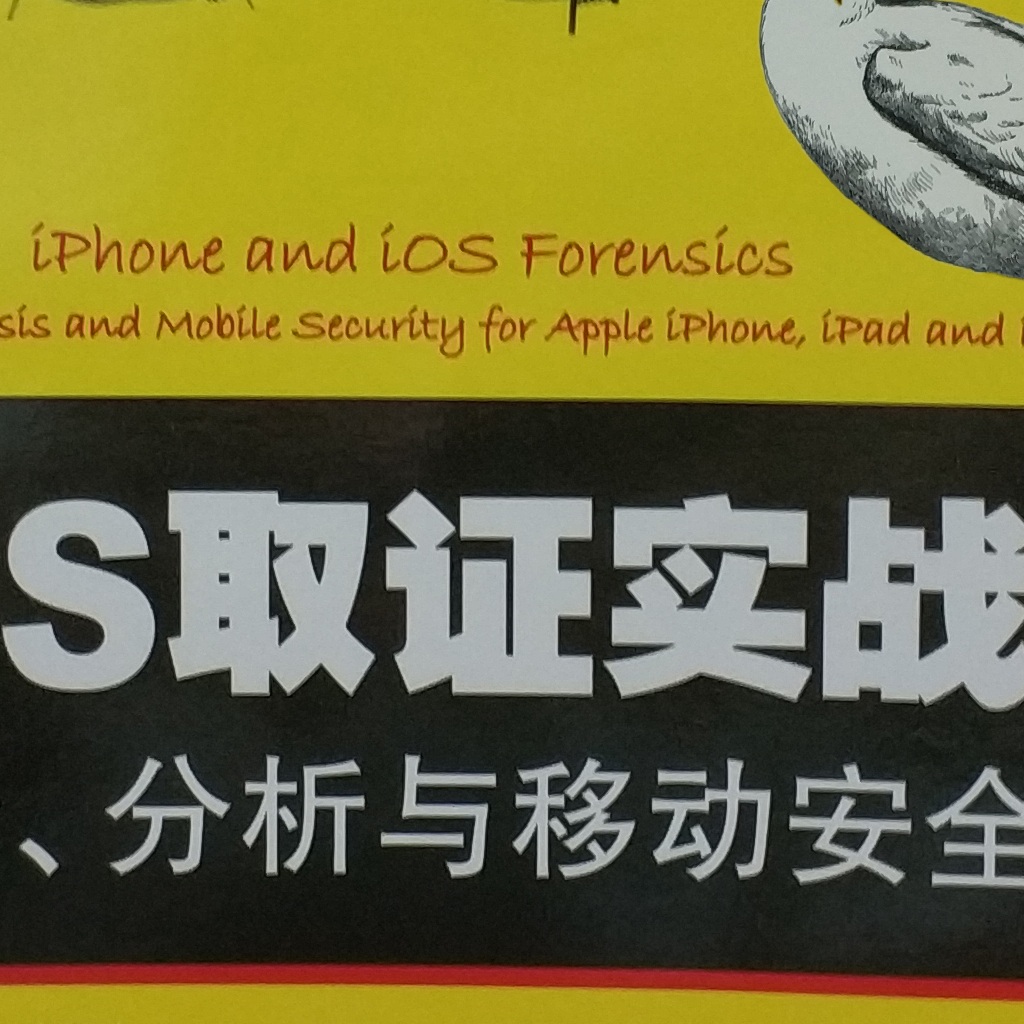 iPhone and iOS Forensics
sis and Mobile Security for Apple iPhone, iPad and i
S取证实战
、分析与移动安全